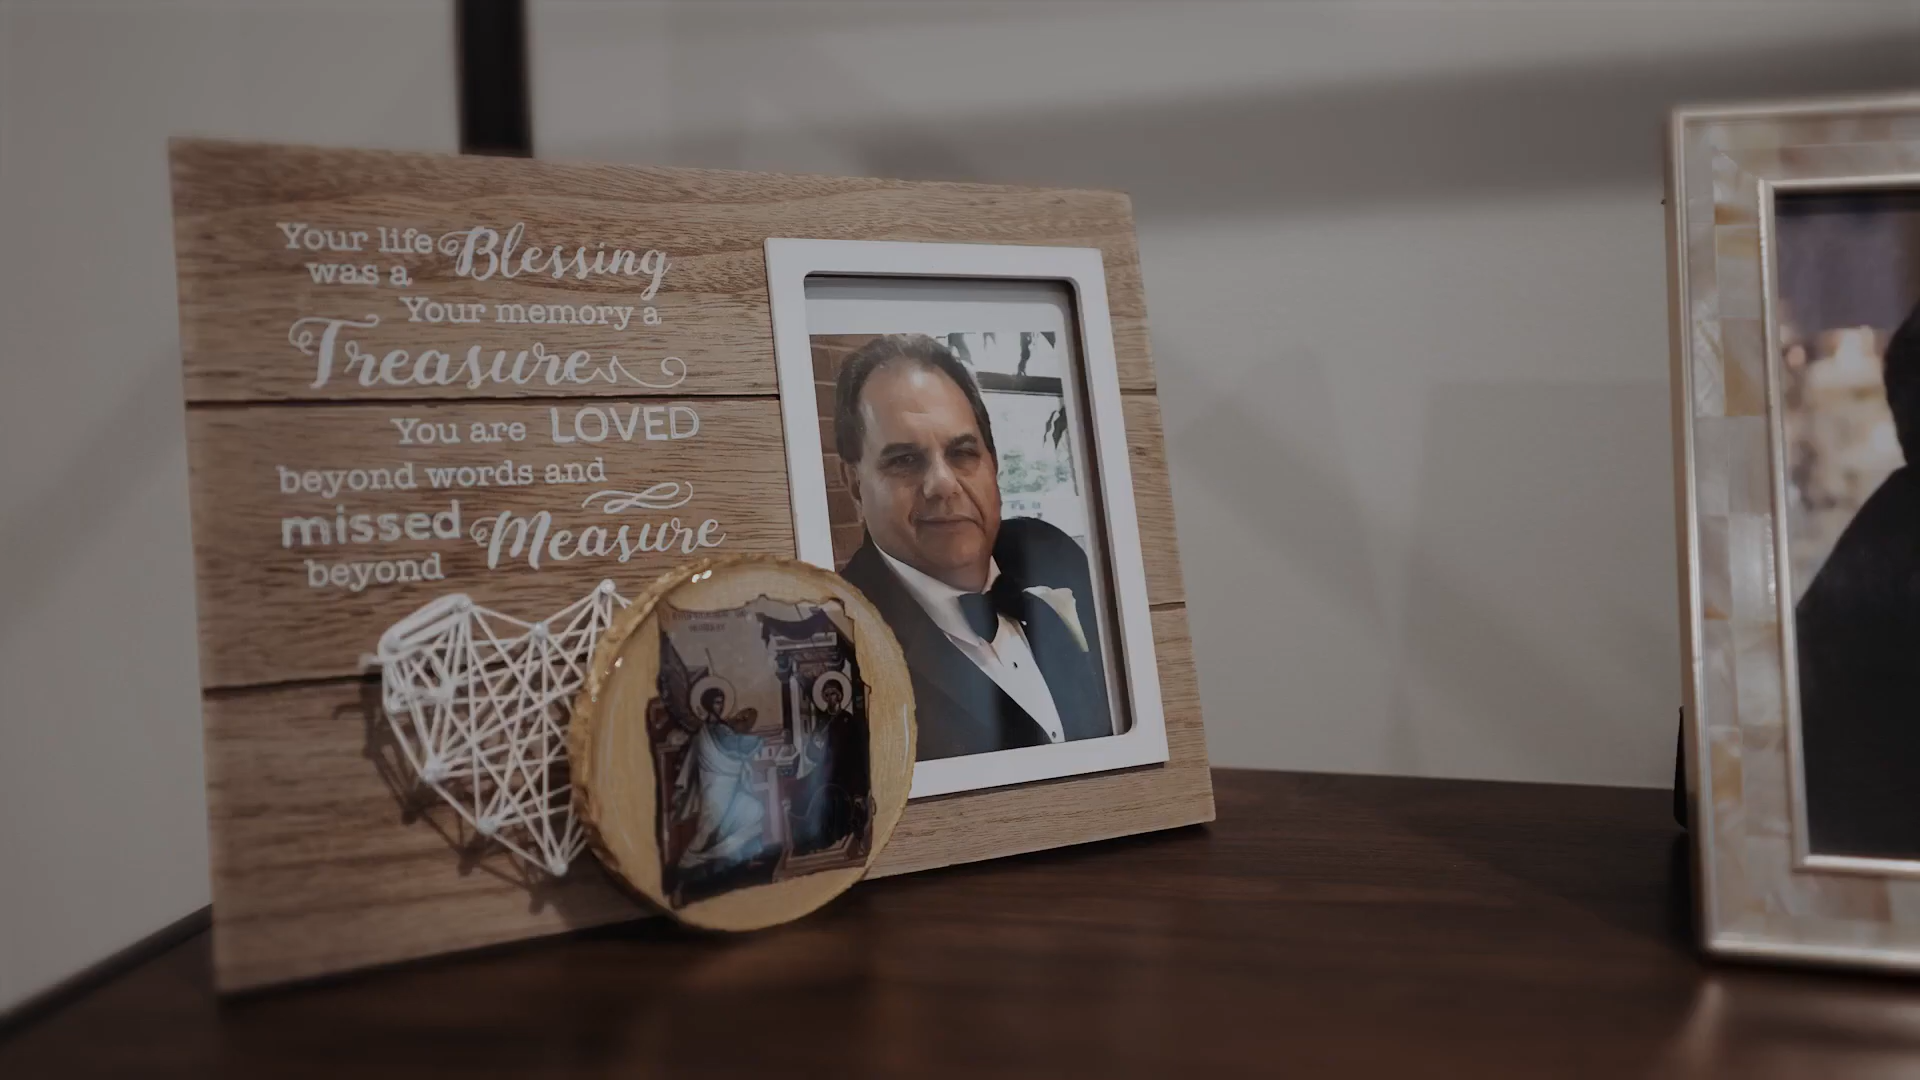 Your life Blessing
was a
Your memory a
Treasure
You are LOVED
beyond words and
missed Measure
beyond